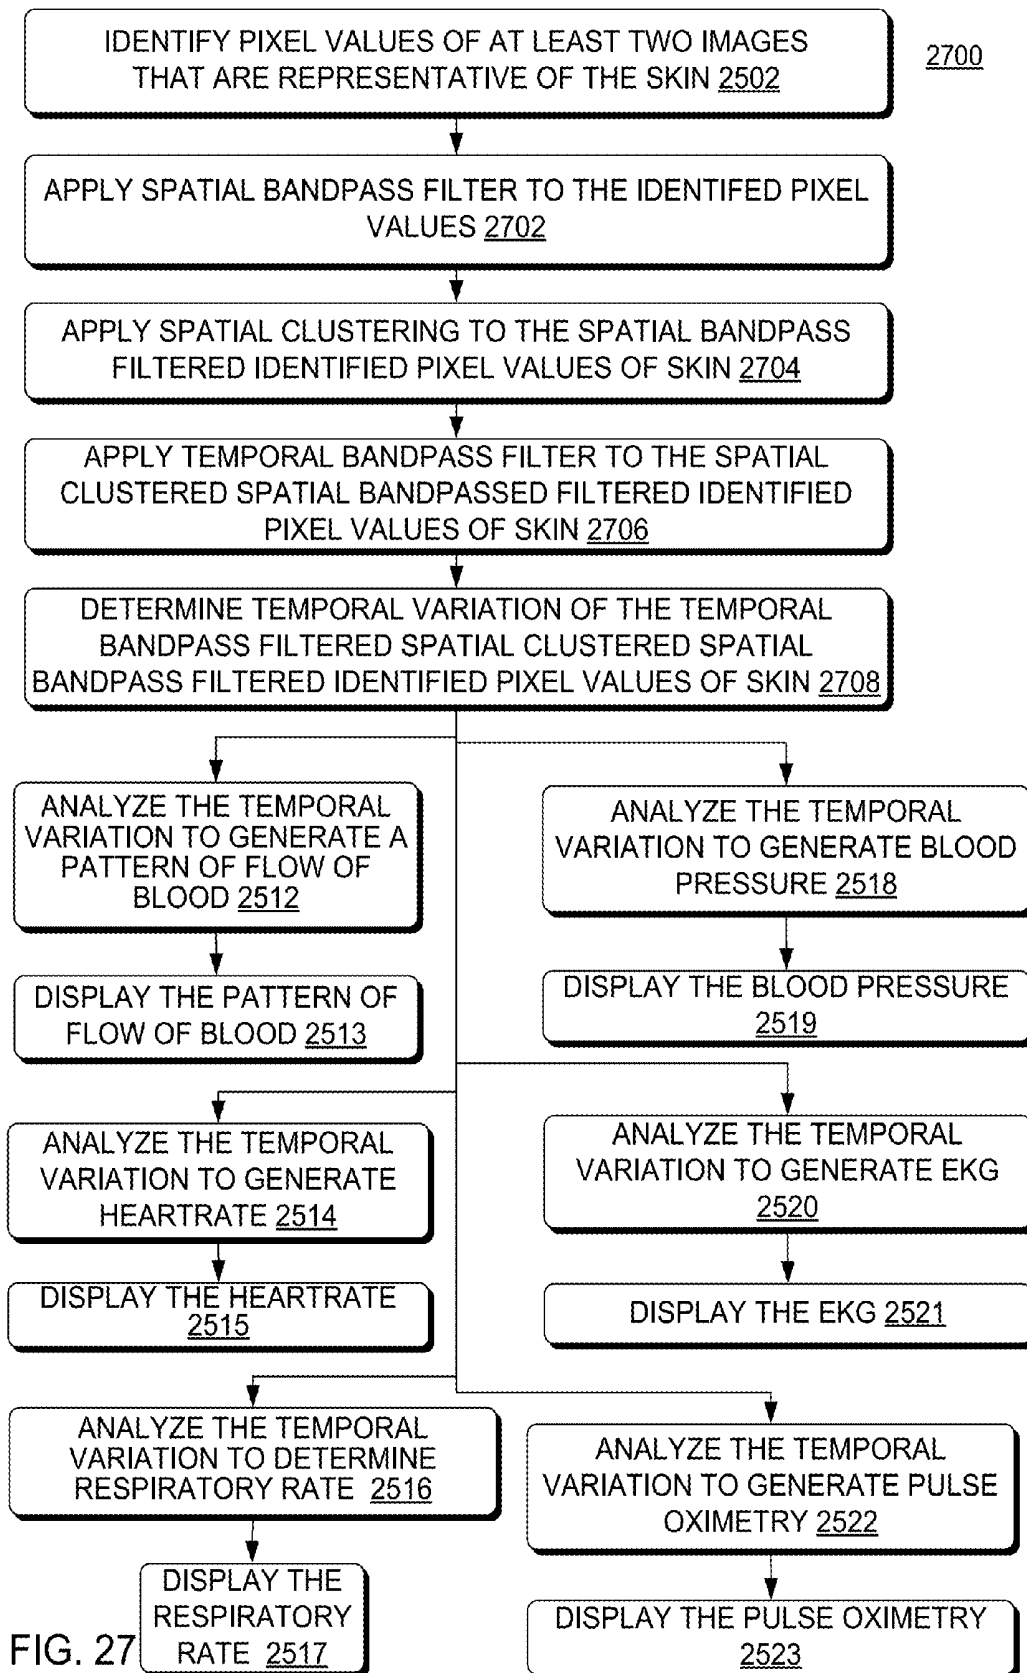 IDENTIFY PIXEL VALUES OF AT LEAST TWO IMAGES
THAT ARE REPRESENTATIVE OF THE SKIN 2502
2700
APPLY SPATIAL BANDPASS FILTER TO THE IDENTIFED PIXEL
VALUES 2702
APPLY SPATIAL CLUSTERING TO THE SPATIAL BANDPASS
FILTERED IDENTIFIED PIXEL VALUES OF SKIN 2704
APPLY TEMPORAL BANDPASS FILTER TO THE SPATIAL
CLUSTERED SPATIAL BANDPASSED FILTERED IDENTIFIED
PIXEL VALUES OF SKIN 2706
DETERMINE TEMPORAL VARIATION OF THE TEMPORAL
BANDPASS FILTERED SPATIAL CLUSTERED SPATIAL
BANDPASS FILTERED IDENTIFIED PIXEL VALUES OF SKIN 2708
ANALYZE THE TEMPORAL
VARIATION TO GENERATE A
PATTERN OF FLOW OF
BLOOD 2512
ANALYZE THE TEMPORAL
VARIATION TO GENERATE BLOOD
PRESSURE 2518
DISPLAY THE PATTERN OF
FLOW OF BLOOD 2513
DISPLAY THE BLOOD PRESSURE
2519
ANALYZE THE TEMPORAL
VARIATION TO GENERATE
HEARTRATE 2514
ANALYZE THE TEMPORAL
VARIATION TO GENERATE EKG
2520
DISPLAY THE HEARTRATE
2515
DISPLAY THE EKG 2521
ANALYZE THE TEMPORAL
VARIATION TO DETERMINE
RESPIRATORY RATE 2516
ANALYZE THE TEMPORAL
VARIATION TO GENERATE PULSE
OXIMETRY 2522
DISPLAY THE
RESPIRATORY
RATE 2517
DISPLAY THE PULSE OXIMETRY
2523
FIG. 27